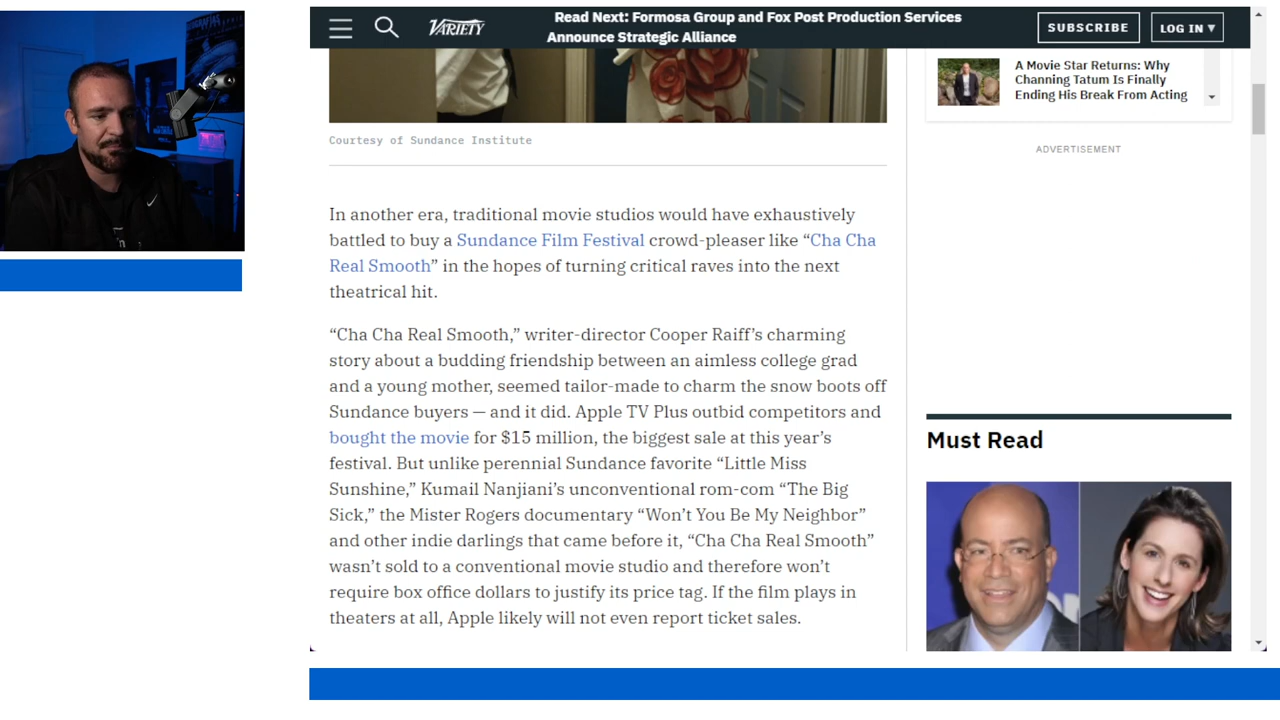 VARIETY
Read Next: Formosa Group and Fox Post Production Services
Announce Strategic Alliance
SUBSCRIBE
LOG IN ▾
A Movie Star Returns: Why
Channing Tatum Is Finally
Ending His Break From Acting
Courtesy of Sundance Institute
ADVERTISEMENT
In another era, traditional movie studios would have exhaustively
battled to buy a Sundance Film Festival crowd-pleaser like “Cha Cha
Real Smooth” in the hopes of turning critical raves into the next
theatrical hit.
“Cha Cha Real Smooth,” writer-director Cooper Raiff’s charming
story about a budding friendship between an aimless college grad
and a young mother, seemed tailor-made to charm the snow boots off
Sundance buyers — and it did. Apple TV Plus outbid competitors and
bought the movie for $15 million, the biggest sale at this year’s
festival. But unlike perennial Sundance favorite “Little Miss
Sunshine,” Kumail Nanjiani’s unconventional rom-com “The Big
Sick,” the Mister Rogers documentary “Won’t You Be My Neighbor”
and other indie darlings that came before it, “Cha Cha Real Smooth”
wasn’t sold to a conventional movie studio and therefore won’t
require box office dollars to justify its price tag. If the film plays in
theaters at all, Apple likely will not even report ticket sales.
Must Read